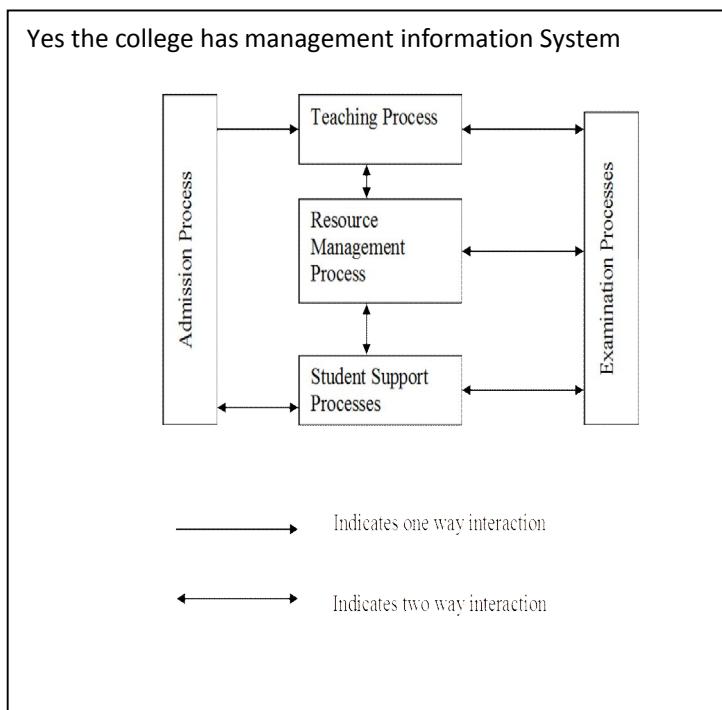 Yes the college has management information System
Admission Process
Teaching Process
Resource
Management
Process
Student Support
Processes
Examination Processes
Indicates one way interaction
Indicates two way interaction